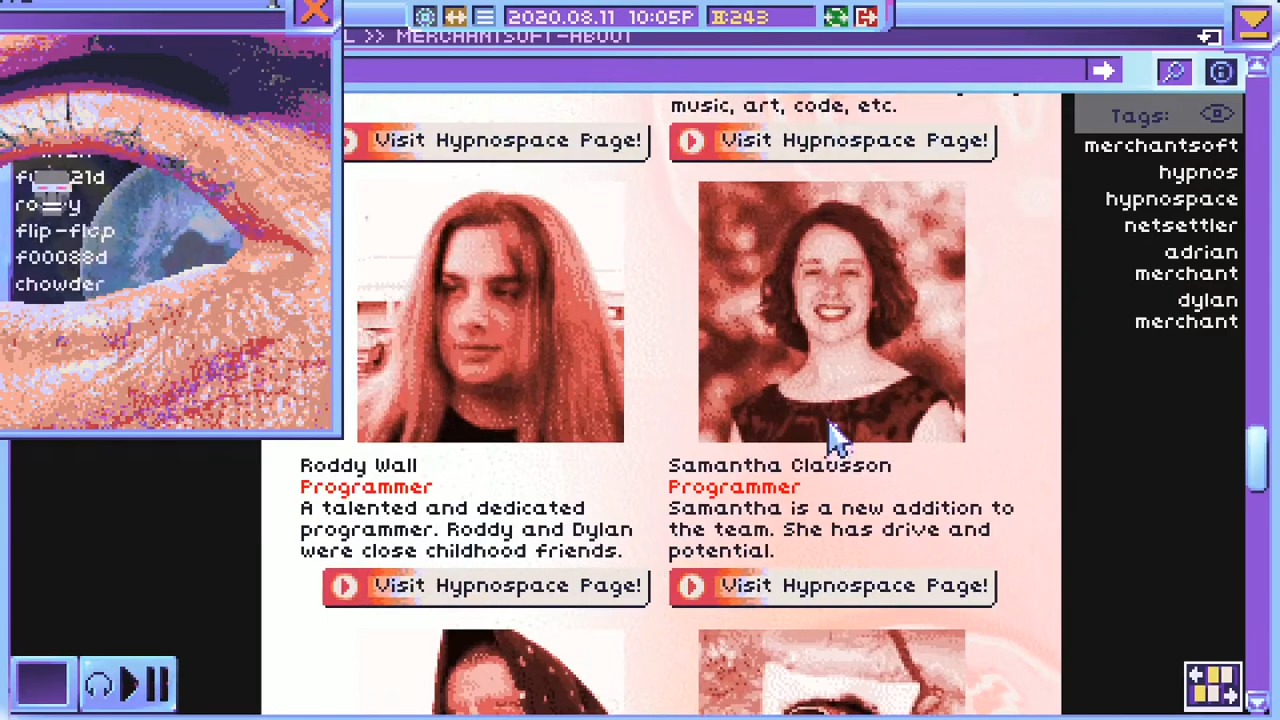 2020.08.11 10:05P
243
L >> MERCHANTSOFT-ABOUT
music, art, code, etc.
Visit Hypnospace Page!
Visit Hypnospace Page!
Tags:
merchantsoft
hypnos
hypnospace
netsettler
adrian
merchant
dylan
merchant
flip-flop
f00088d
chowder
Roddy Wall
Programmer
A talented and dedicated
programmer. Roddy and Dylan
were close childhood friends.
Visit Hypnospace Page!
Samantha Clausson
Programmer
Samantha is a new addition to
the team. She has drive and
potential.
Visit Hypnospace Page!